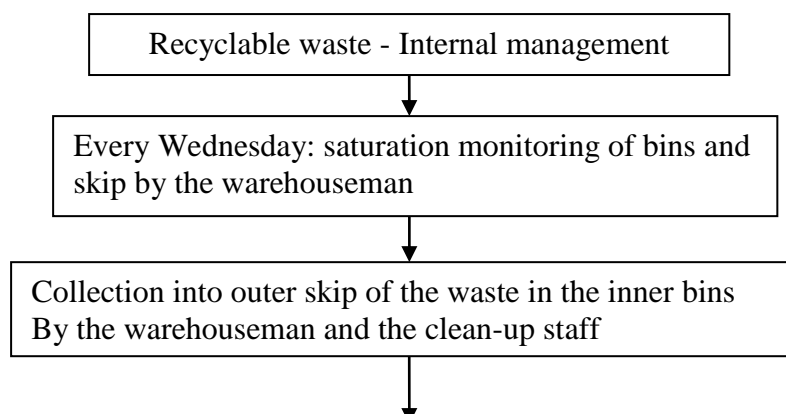 Recyclable waste - Internal management
Every Wednesday: saturation monitoring of bins and
skip by the warehouseman
Collection into outer skip of the waste in the inner bins
By the warehouseman and the clean-up staff